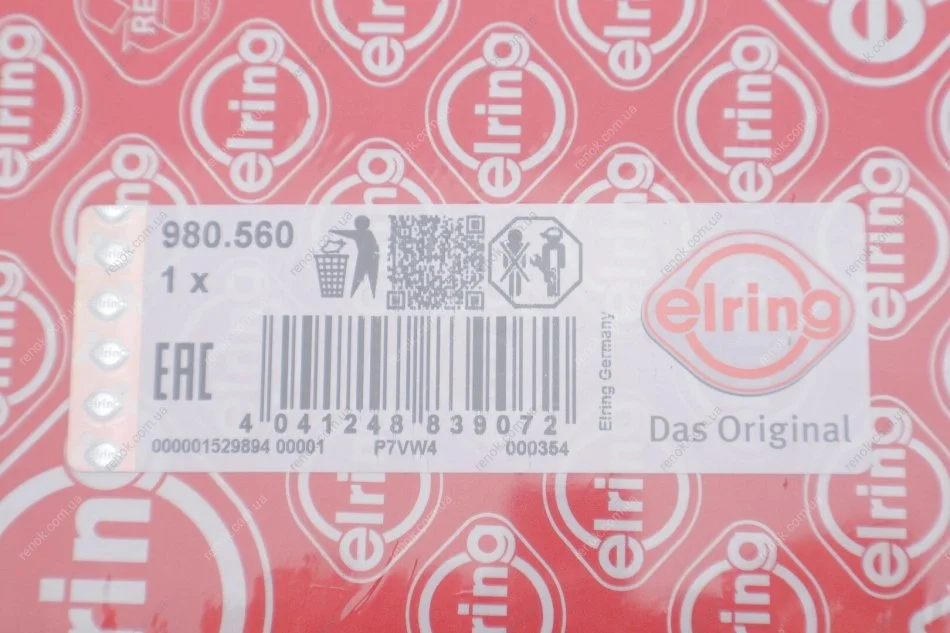 980.560
1 x
EAC
4 041248 839072
000001529894 00001 P7VW4 000354
Elring Germany
elring
Das Original